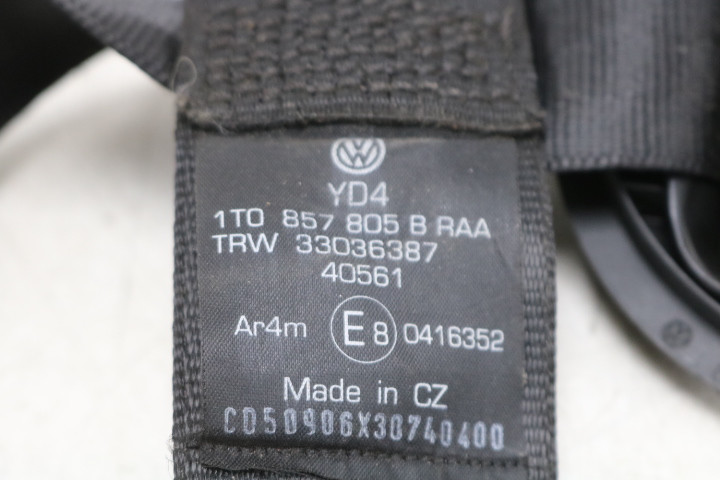 YD4
1T0 857 805 B RAA
TRW 33036387
40561
Ar4m E8 0416352
Made in CZ
CD50906X30740400